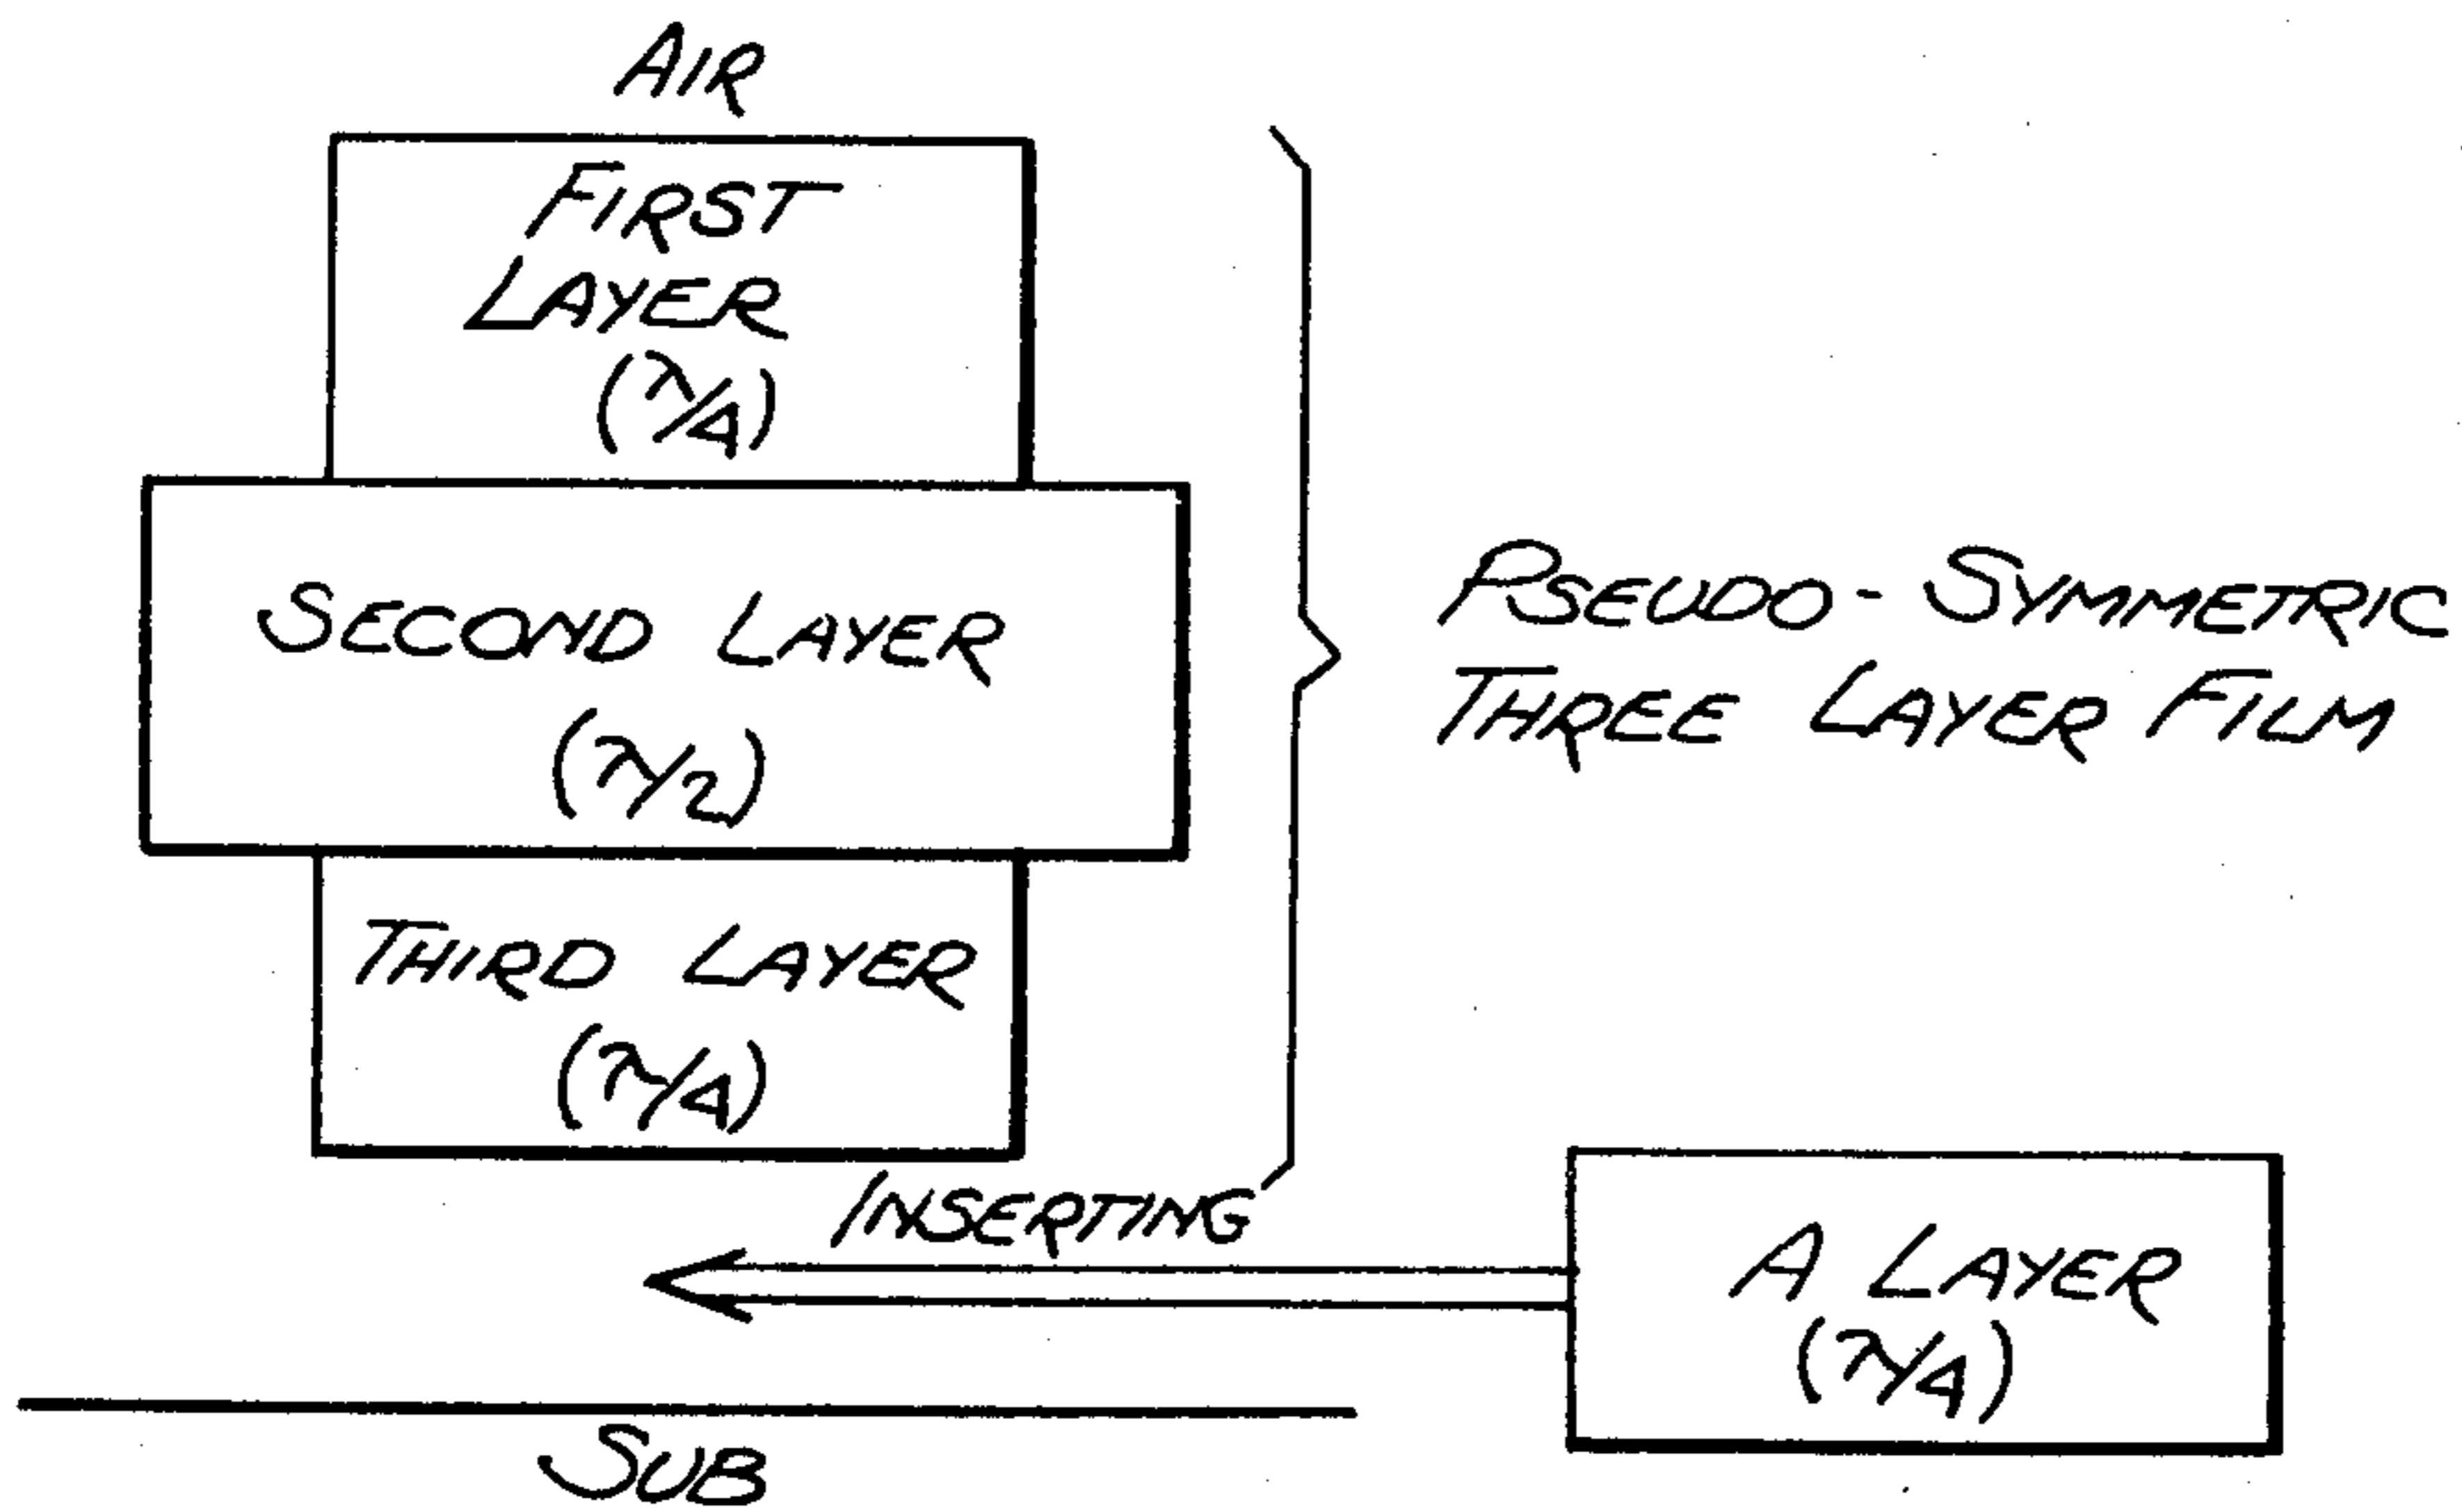 AIR
FIRST
LAYER
(λ/4)
SECOND LAYER
(λ/2)
PSEUDO-SYMMETRIC
THREE LAYER FILM
THIRD LAYER
(λ/4)
INSERTING
A LAYER
(λ/4)
SUB